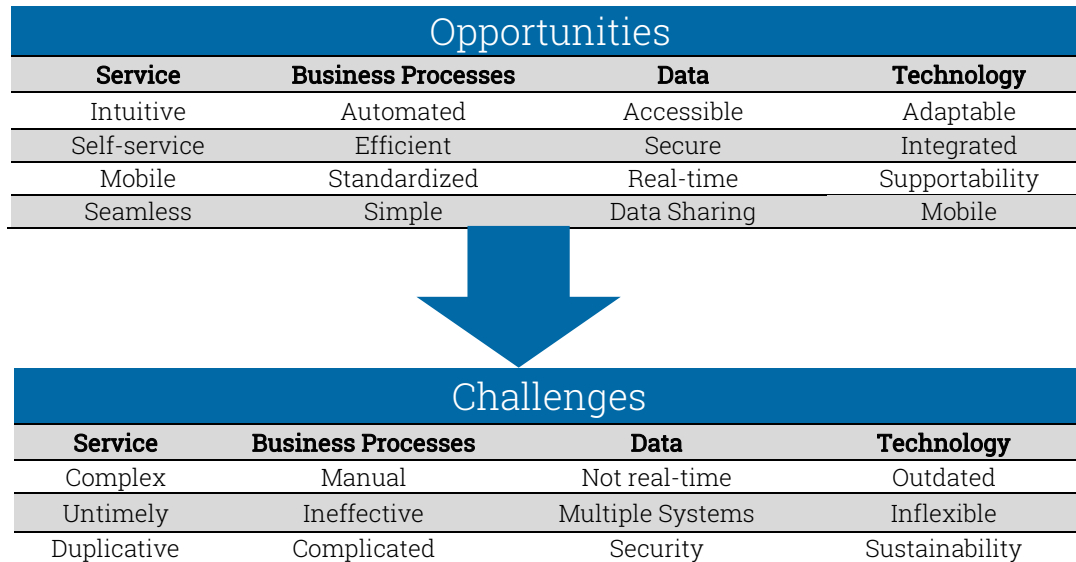 Opportunities
Service Business Processes Data Technology
Intuitive Automated Accessible Adaptable
Self-service Efficient Secure Integrated
Mobile Standardized Real-time Supportability
Seamless Simple Data Sharing Mobile
Challenges
Service Business Processes Data Technology
Complex Manual Not real-time Outdated
Untimely Ineffective Multiple Systems Inflexible
Duplicative Complicated Security Sustainability